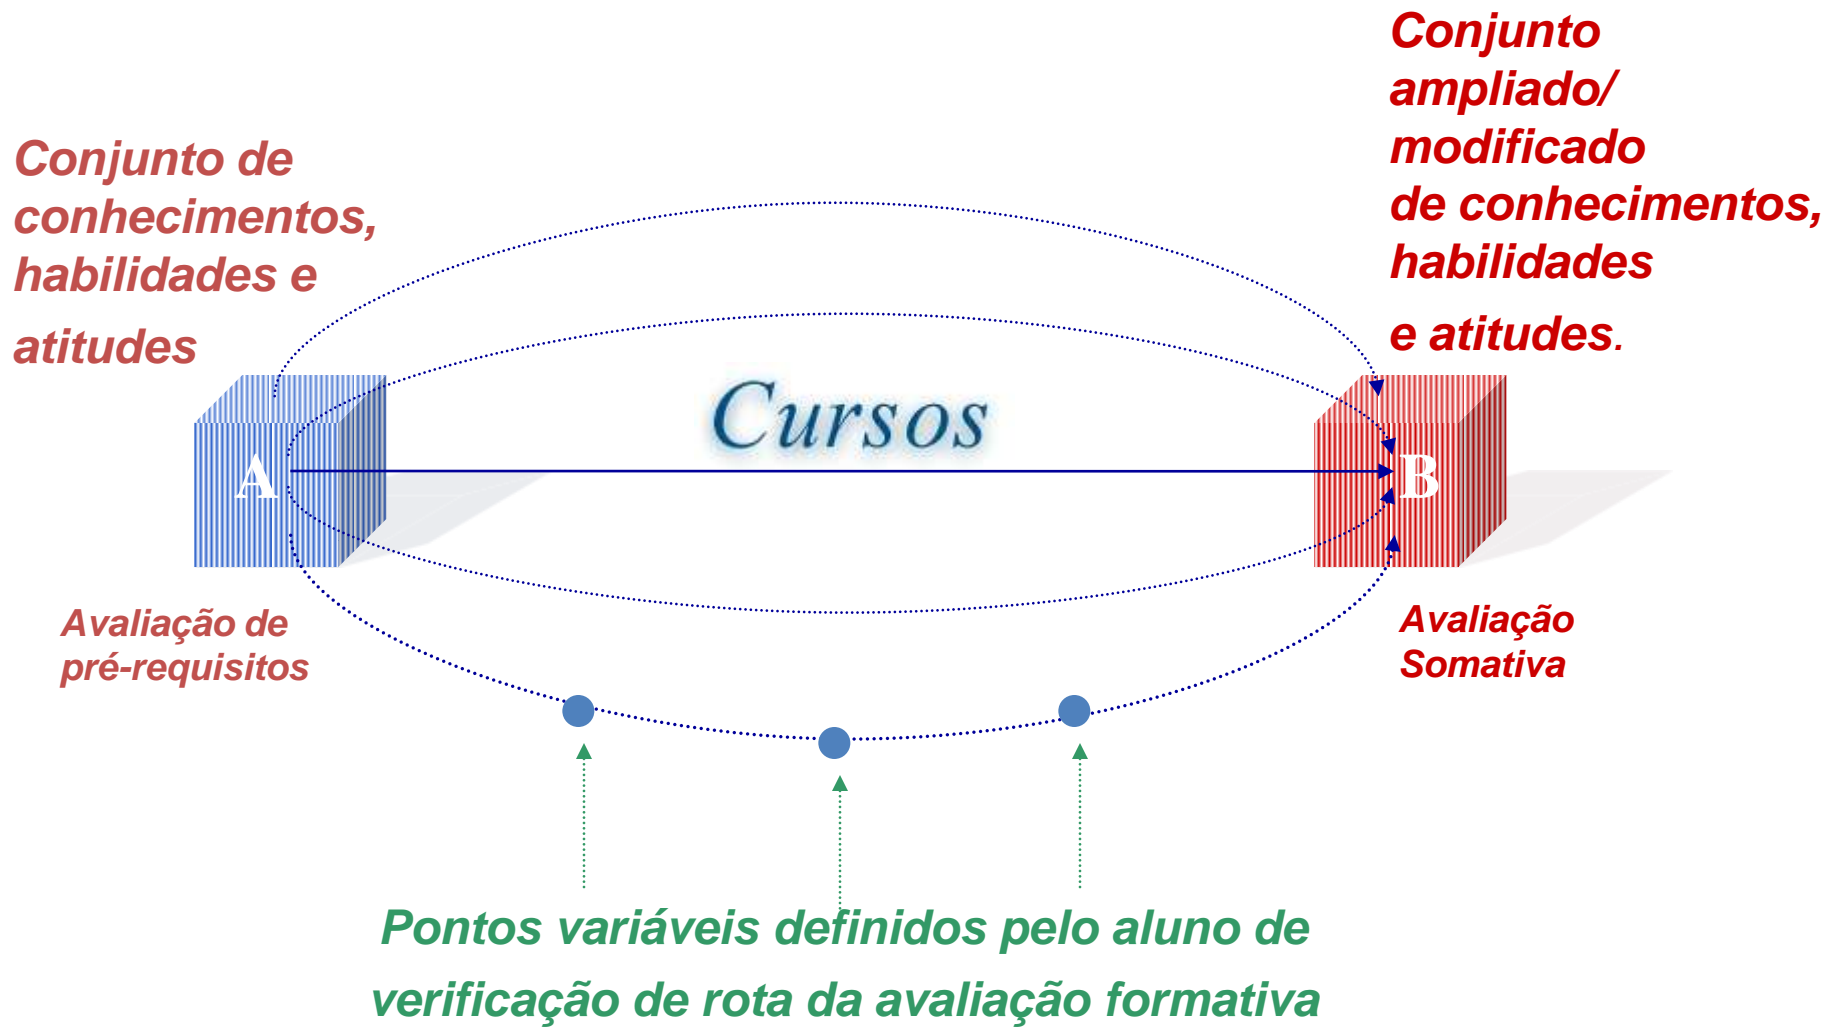 Conjunto de
conhecimentos,
habilidades e
atitudes
Conjunto
ampliado/
modificado
de conhecimentos,
habilidades
e atitudes.
Cursos
A
B
Avaliação de
pré-requisitos
Avaliação
Somativa
Pontos variáveis definidos pelo aluno de
verificação de rota da avaliação formativa